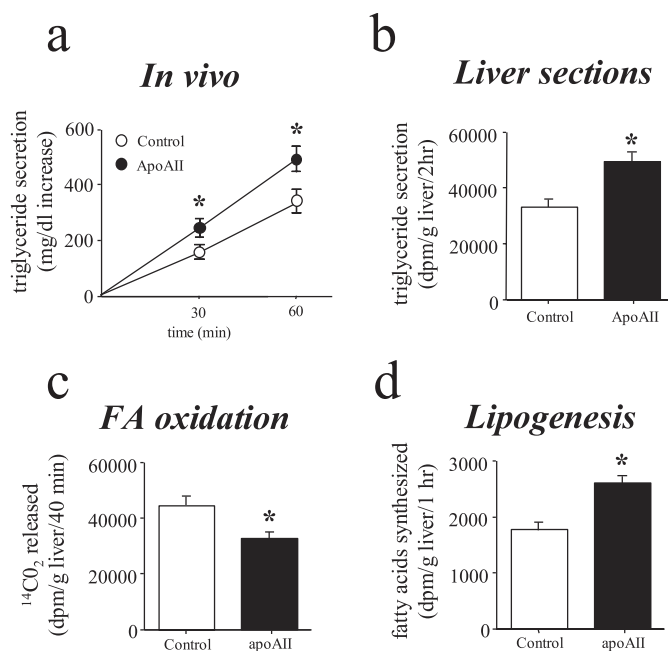 a
In vivo
triglyceride secretion
(mg/dl increase)
600
400
200
0
Control
ApoAII
*
*
30
60
time (min)
b
Liver sections
triglyceride secretion
(dpm/g liver/2hr)
60000
40000
20000
0
*
Control
ApoAII
c
FA oxidation
¹⁴C0₂ released
(dpm/g liver/40 min)
60000
40000
20000
0
*
Control
apoAII
d
Lipogenesis
fatty acids synthesized
(dpm/g liver/1 hr)
3000
2000
1000
0
*
Control
apoAII